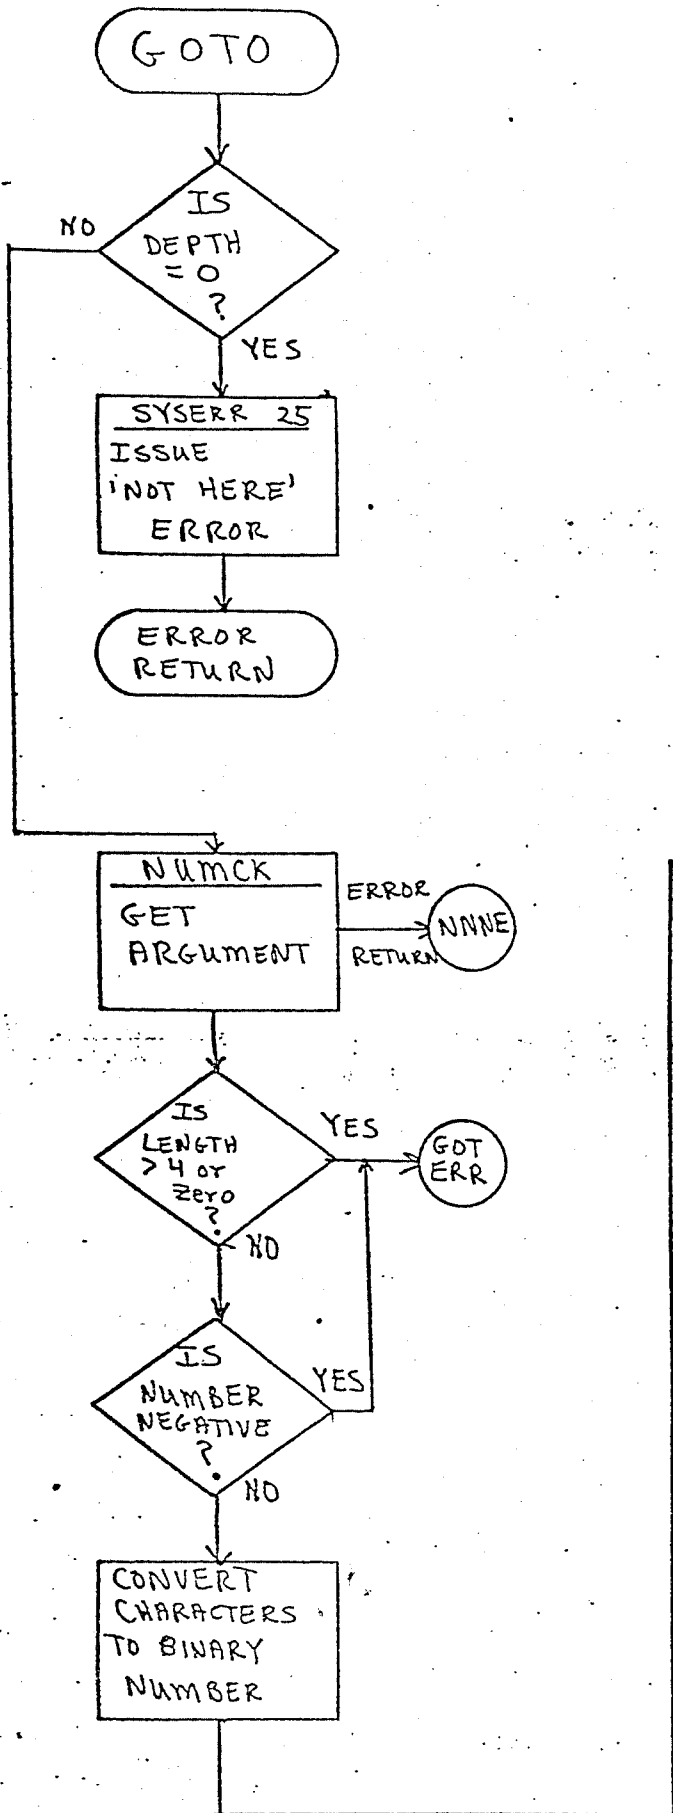 GOTO
IS
DEPTH
= 0
?
NO
YES
SYSERR 25
ISSUE
'NOT HERE'
ERROR
ERROR
RETURN
NUMCK
GET
ARGUMENT
ERROR
RETURN
NNNE
IS
LENGTH
> 4 or
zero
?
YES
GOT
ERR
NO
IS
NUMBER
NEGATIVE
?
YES
NO
CONVERT
CHARACTERS
TO BINARY
NUMBER